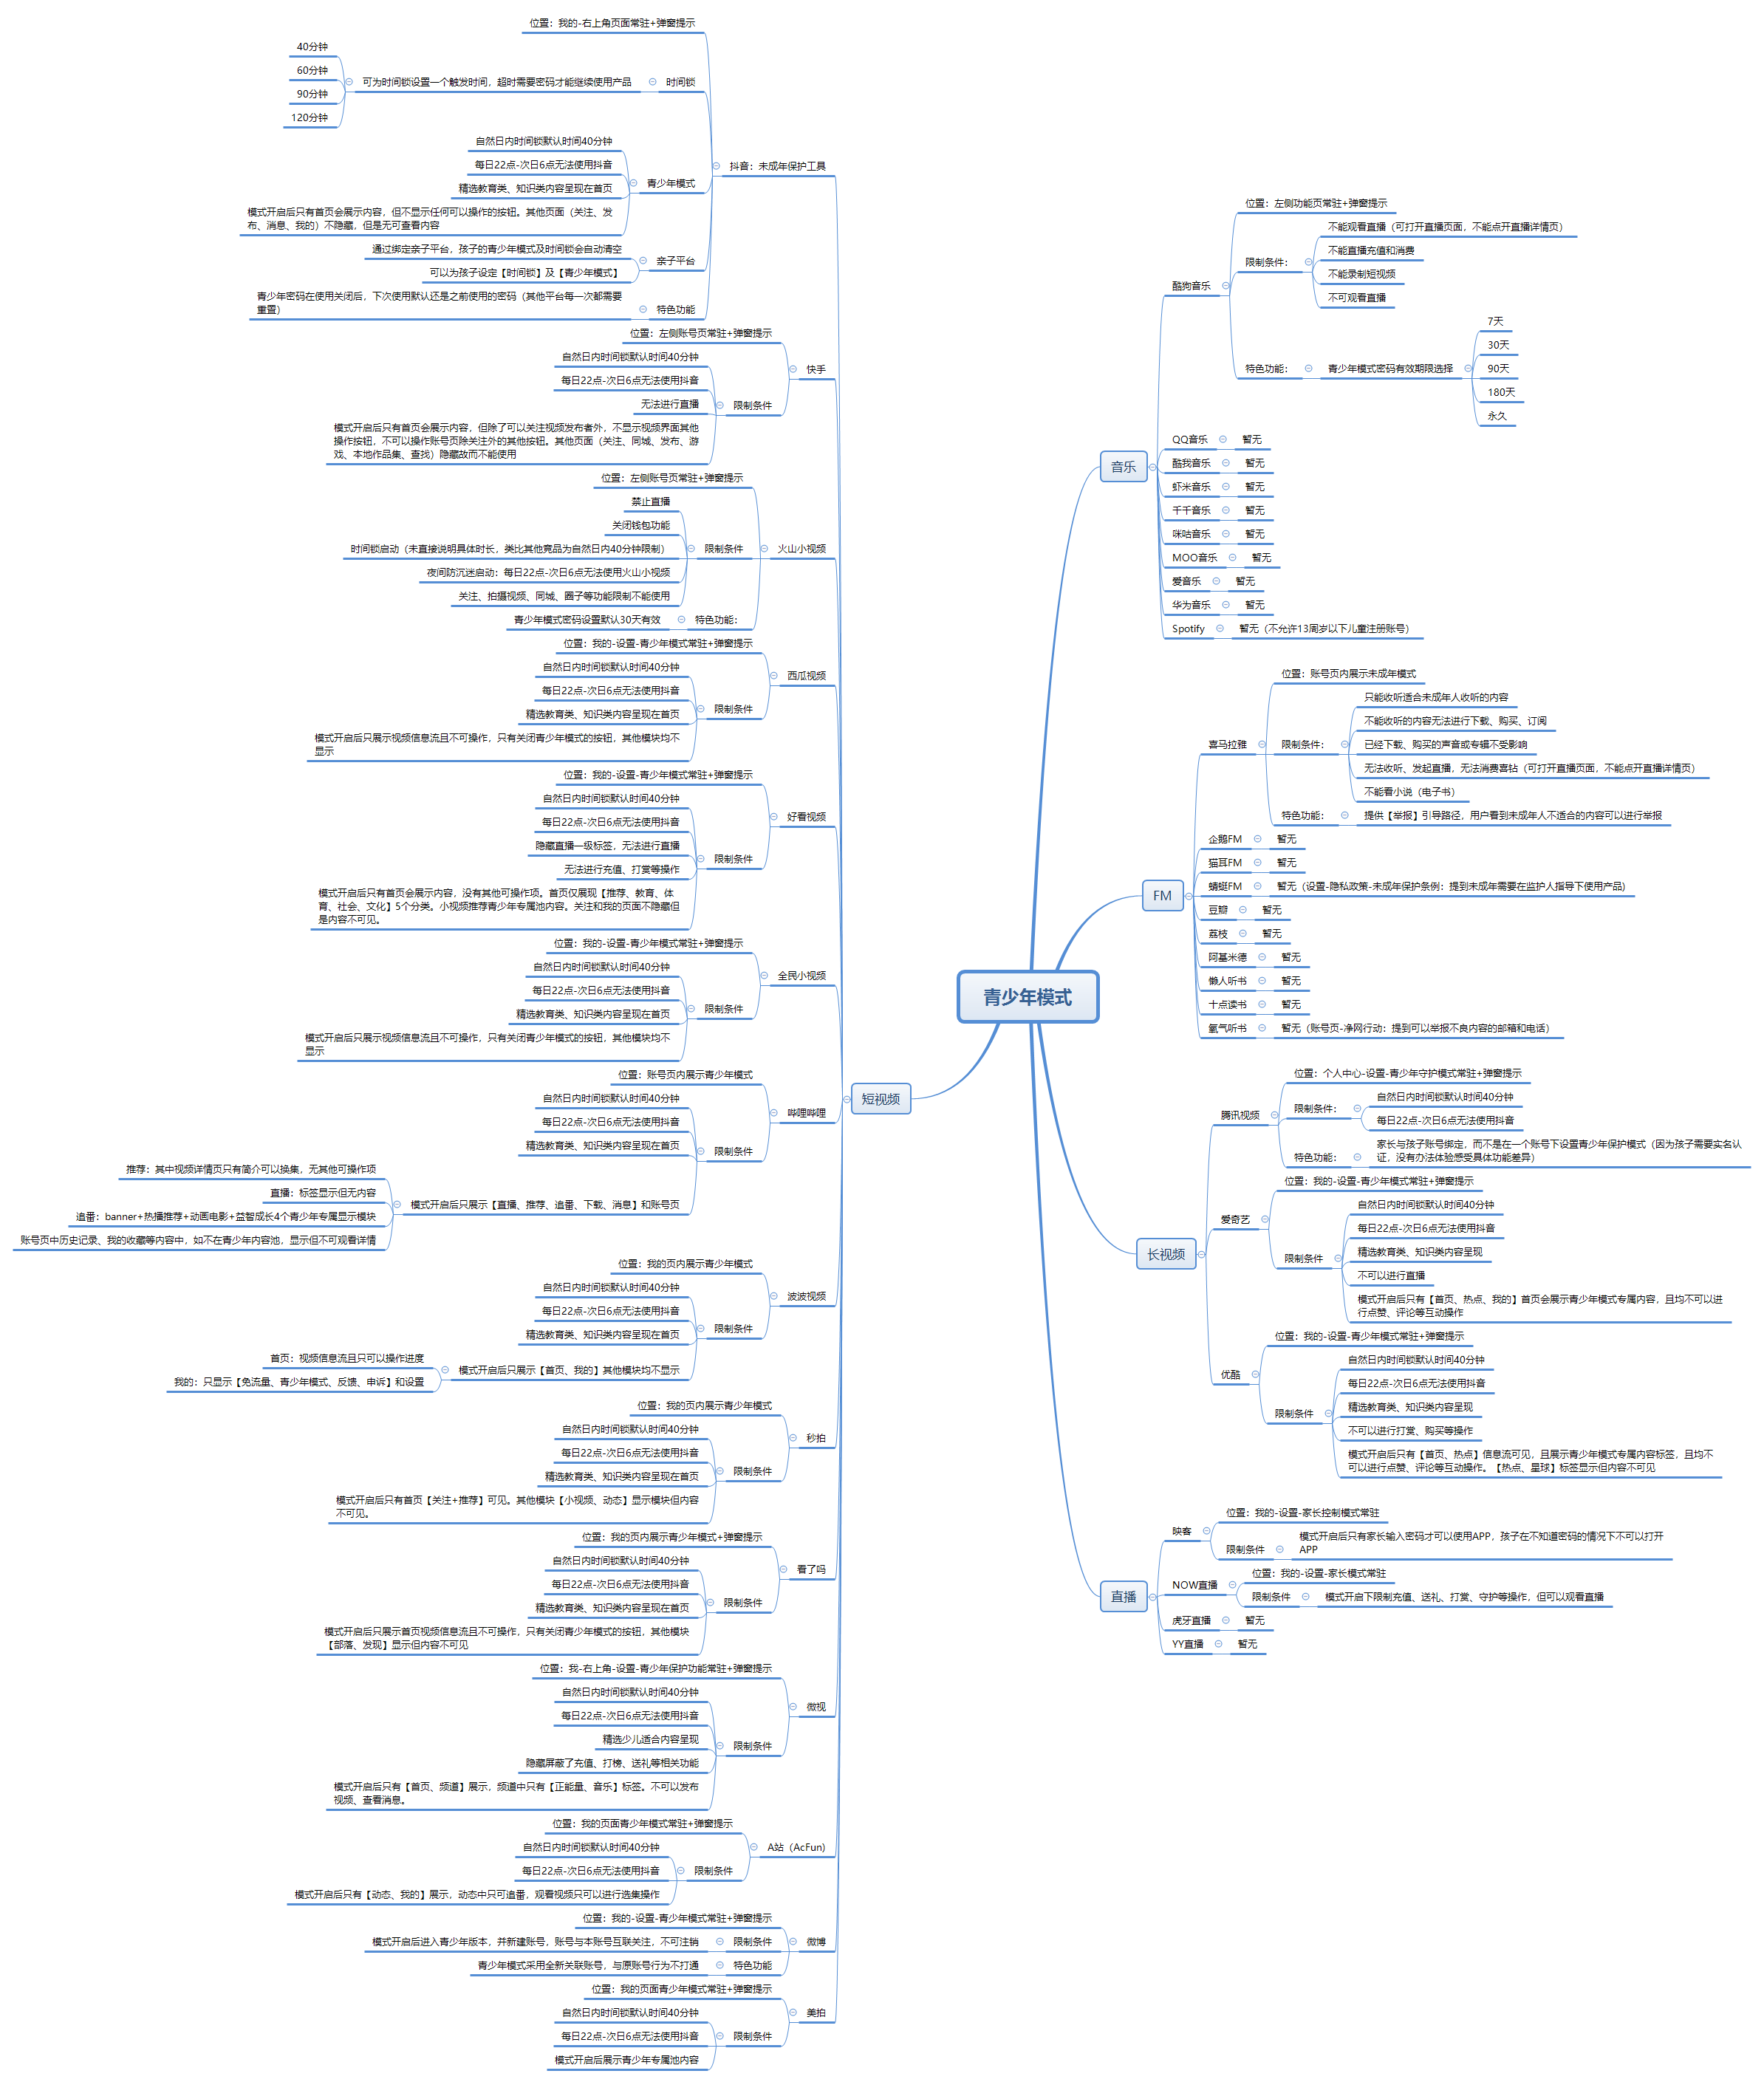 青少年模式
短视频
抖音：未成年保护工具
位置：我的-右上角页面常驻+弹窗提示
时间锁
可为时间锁设置一个触发时间，超时需要密码才能继续使用产品
40分钟
60分钟
90分钟
120分钟
青少年模式
自然日内时间锁默认时间40分钟
每日22点-次日6点无法使用抖音
精选教育类、知识类内容呈现在首页
模式开启后只有首页会展示内容，但不显示任何可以操作的按钮。其他页面（关注、发
布、消息、我的）不隐藏，但是无可查看内容
亲子平台
通过绑定亲子平台，孩子的青少年模式及时间锁会自动清空
可以为孩子设定【时间锁】及【青少年模式】
特色功能
青少年密码在使用关闭后，下次使用默认还是之前使用的密码（其他平台每一次都需要
重置）
快手
位置：左侧账号页常驻+弹窗提示
限制条件
自然日内时间锁默认时间40分钟
每日22点-次日6点无法使用抖音
无法进行直播
模式开启后只有首页会展示内容，但除了可以关注视频发布者外，不显示视频界面其他
操作按钮，不可以操作账号页除关注外的其他按钮。其他页面（关注、同城、发布、游
戏、本地作品集、查找）隐藏故而不能使用
火山小视频
位置：左侧账号页常驻+弹窗提示
限制条件
禁止直播
关闭钱包功能
时间锁启动（未直接说明具体时长，类比其他竞品为自然日内40分钟限制）
夜间防沉迷启动：每日22点-次日6点无法使用火山小视频
关注、拍摄视频、同城、圈子等功能限制不能使用
特色功能：
青少年模式密码设置默认30天有效
西瓜视频
位置：我的-设置-青少年模式常驻+弹窗提示
限制条件
自然日内时间锁默认时间40分钟
每日22点-次日6点无法使用抖音
精选教育类、知识类内容呈现在首页
模式开启后只展示视频信息流且不可操作，只有关闭青少年模式的按钮，其他模块均不
显示
好看视频
位置：我的-设置-青少年模式常驻+弹窗提示
限制条件
自然日内时间锁默认时间40分钟
每日22点-次日6点无法使用抖音
隐藏直播一级标签，无法进行直播
无法进行充值、打赏等操作
模式开启后只有首页会展示内容，没有其他可操作项。首页仅展现【推荐、教育、体
育、社会、文化】5个分类。小视频推荐青少年专属池内容。关注和我的页面不隐藏但
是内容不可见。
全民小视频
位置：我的-设置-青少年模式常驻+弹窗提示
限制条件
自然日内时间锁默认时间40分钟
每日22点-次日6点无法使用抖音
精选教育类、知识类内容呈现在首页
模式开启后只展示视频信息流且不可操作，只有关闭青少年模式的按钮，其他模块均不
显示
哔哩哔哩
位置：账号页内展示青少年模式
限制条件
自然日内时间锁默认时间40分钟
每日22点-次日6点无法使用抖音
精选教育类、知识类内容呈现在首页
模式开启后只展示【直播、推荐、追番、下载、消息】和账号页
推荐：其中视频详情页只有简介可以换集，无其他可操作项
直播：标签显示但无内容
追番：banner+热播推荐+动画电影+益智成长4个青少年专属显示模块
账号页中历史记录、我的收藏等内容中，如不在青少年内容池，显示但不可观看详情
波波视频
位置：我的页内展示青少年模式
限制条件
自然日内时间锁默认时间40分钟
每日22点-次日6点无法使用抖音
精选教育类、知识类内容呈现在首页
模式开启后只展示【首页、我的】其他模块均不显示
首页：视频信息流且只可以操作进度
我的：只显示【免流量、青少年模式、反馈、申诉】和设置
秒拍
位置：我的页内展示青少年模式
限制条件
自然日内时间锁默认时间40分钟
每日22点-次日6点无法使用抖音
精选教育类、知识类内容呈现在首页
模式开启后只有首页【关注+推荐】可见。其他模块【小视频、动态】显示模块但内容
不可见。
看了吗
位置：我的页内展示青少年模式+弹窗提示
限制条件
自然日内时间锁默认时间40分钟
每日22点-次日6点无法使用抖音
精选教育类、知识类内容呈现在首页
模式开启后只展示首页视频信息流且不可操作，只有关闭青少年模式的按钮，其他模块
【部落、发现】显示但内容不可见
微视
位置：我-右上角-设置-青少年保护功能常驻+弹窗提示
限制条件
自然日内时间锁默认时间40分钟
每日22点-次日6点无法使用抖音
精选少儿适合内容呈现
隐藏屏蔽了充值、打榜、送礼等相关功能
模式开启后只有【首页、频道】展示，频道中只有【正能量、音乐】标签。不可以发布
视频、查看消息。
A站（AcFun）
位置：我的页面青少年模式常驻+弹窗提示
限制条件
自然日内时间锁默认时间40分钟
每日22点-次日6点无法使用抖音
模式开启后只有【动态、我的】展示，动态中只可追番，观看视频只可以进行选集操作
微博
位置：我的-设置-青少年模式常驻+弹窗提示
限制条件
模式开启后进入青少年版本，并新建账号，账号与本账号互联关注，不可注销
特色功能
青少年模式采用全新关联账号，与原账号行为不打通
美拍
位置：我的页面青少年模式常驻+弹窗提示
限制条件
自然日内时间锁默认时间40分钟
每日22点-次日6点无法使用抖音
模式开启后展示青少年专属池内容
音乐
酷狗音乐
位置：左侧功能页常驻+弹窗提示
限制条件：
不能观看直播（可打开直播页面，不能点开直播详情页）
不能直播充值和消费
不能录制短视频
不可观看直播
特色功能：
青少年模式密码有效期限选择
7天
30天
90天
180天
永久
QQ音乐
暂无
酷我音乐
暂无
虾米音乐
暂无
千千音乐
暂无
咪咕音乐
暂无
MOO音乐
暂无
爱音乐
暂无
华为音乐
暂无
Spotify
暂无（不允许13周岁以下儿童注册账号）
FM
喜马拉雅
位置：账号页内展示未成年模式
限制条件：
只能收听适合未成年人收听的内容
不能收听的内容无法进行下载、购买、订阅
已经下载、购买的声音或专辑不受影响
无法收听、发起直播，无法消费喜钻（可打开直播页面，不能点开直播详情页）
不能看小说（电子书）
特色功能：
提供【举报】引导路径，用户看到未成年人不适合的内容可以进行举报
企鹅FM
暂无
猫耳FM
暂无
蜻蜓FM
暂无（设置-隐私政策-未成年保护条例：提到未成年需要在监护人指导下使用产品）
豆瓣
暂无
荔枝
暂无
阿基米德
暂无
懒人听书
暂无
十点读书
暂无
氧气听书
暂无（账号页-净网行动：提到可以举报不良内容的邮箱和电话）
长视频
腾讯视频
位置：个人中心-设置-青少年守护模式常驻+弹窗提示
限制条件：
自然日内时间锁默认时间40分钟
每日22点-次日6点无法使用抖音
特色功能：
家长与孩子账号绑定，而不是在一个账号下设置青少年保护模式（因为孩子需要实名认
证，没有办法体验感受具体功能差异）
爱奇艺
位置：我的-设置-青少年模式常驻+弹窗提示
限制条件
自然日内时间锁默认时间40分钟
每日22点-次日6点无法使用抖音
精选教育类、知识类内容呈现
不可以进行直播
模式开启后只有【首页、热点、我的】首页会展示青少年模式专属内容，且均不可以进
行点赞、评论等互动操作
优酷
位置：我的-设置-青少年模式常驻+弹窗提示
限制条件
自然日内时间锁默认时间40分钟
每日22点-次日6点无法使用抖音
精选教育类、知识类内容呈现
不可以进行打赏、购买等操作
模式开启后只有【首页、热点】信息流可见，且展示青少年模式专属内容标签，且均不
可以进行点赞、评论等互动操作。【热点、星球】标签显示但内容不可见
直播
映客
位置：我的-设置-家长控制模式常驻
限制条件
模式开启后只有家长输入密码才可以使用APP，孩子在不知道密码的情况下不可以打开
APP
NOW直播
位置：我的-设置-家长模式常驻
限制条件
模式开启下限制充值、送礼、打赏、守护等操作，但可以观看直播
虎牙直播
暂无
YY直播
暂无